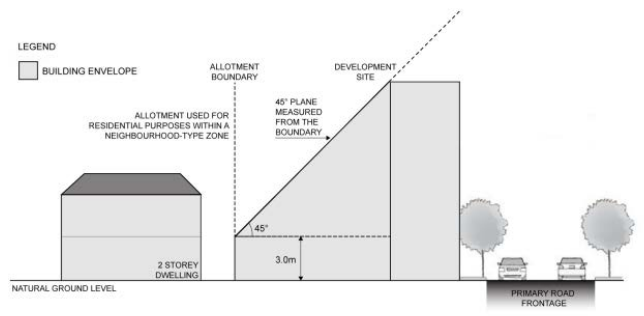 LEGEND
BUILDING ENVELOPE
ALLOTMENT
BOUNDARY
DEVELOPMENT
SITE
ALLOTMENT USED FOR
RESIDENTIAL PURPOSES WITHIN A
NEIGHBOURHOOD-TYPE ZONE
45° PLANE
MEASURED
FROM THE
BOUNDARY
45°
3.0m
2 STOREY
DWELLING
NATURAL GROUND LEVEL
PRIMARY ROAD
FRONTAGE